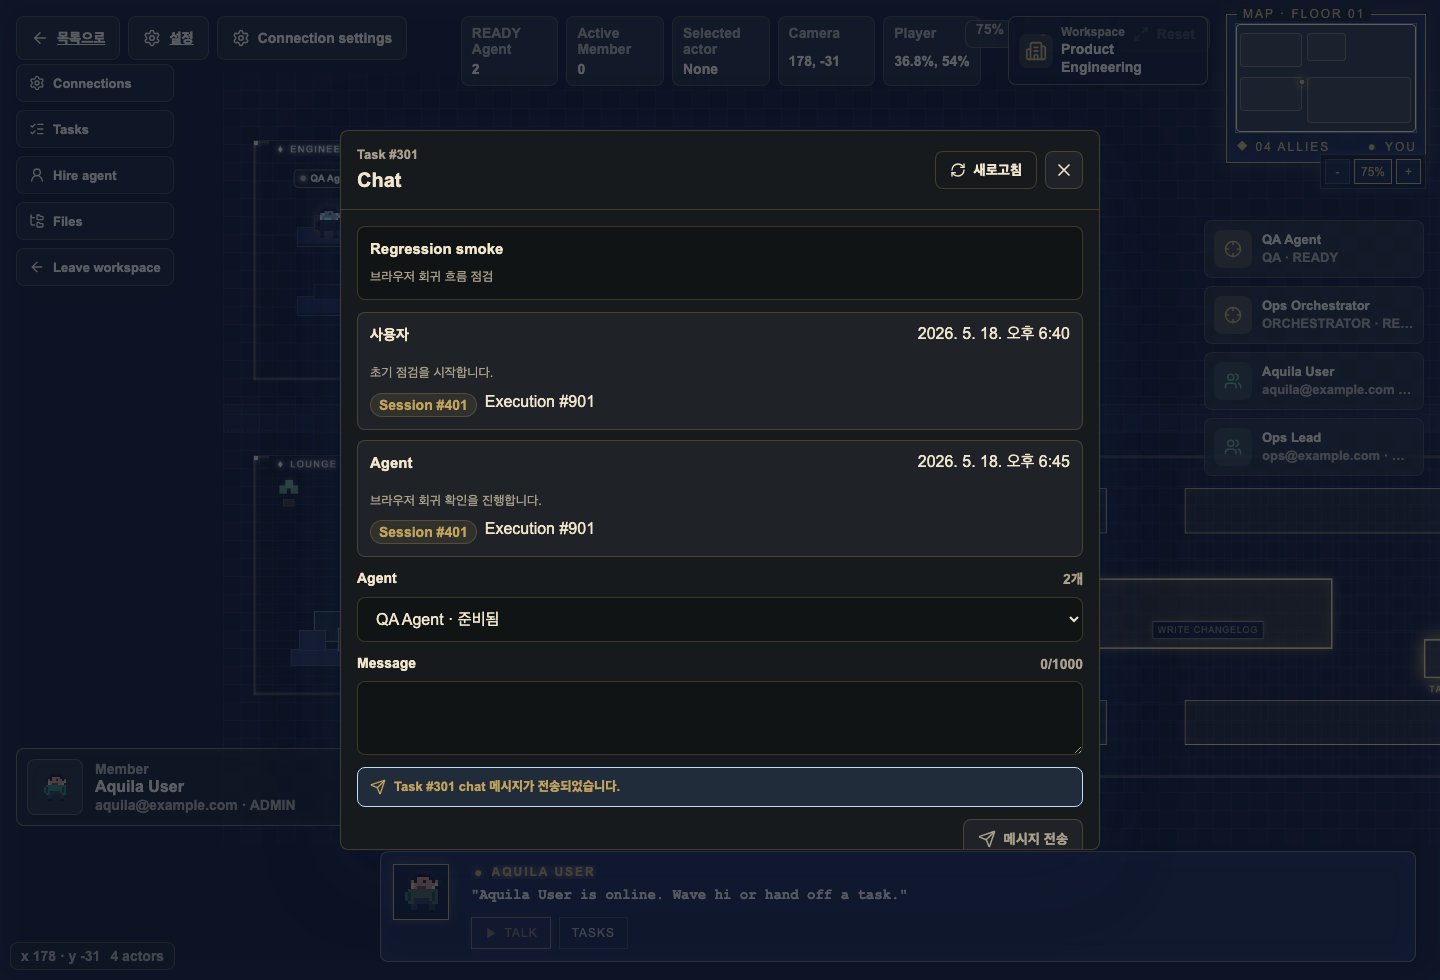 목록으로
설정
Connection settings
READY Agent
2
Active Member
0
Selected actor
None
Camera
178, -31
Player
36.8%, 54%
75%
Workspace
Product Engineering
Reset
MAP · FLOOR 01
04 ALLIES
YOU
-
75%
+
Connections
Tasks
Hire agent
Files
Leave workspace
QA Agent
QA · READY
Ops Orchestrator
ORCHESTRATOR · RE...
Aquila User
aquila@example.com ...
Ops Lead
ops@example.com · ...
ENGINEE
QA Ag
LOUNGE
Task #301
Chat
새로고침
Regression smoke
브라우저 회귀 흐름 점검
사용자
2026. 5. 18. 오후 6:40
초기 점검을 시작합니다.
Session #401 Execution #901
Agent
2026. 5. 18. 오후 6:45
브라우저 회귀 확인을 진행합니다.
Session #401 Execution #901
Agent
2개
QA Agent · 준비됨
Message
0/1000
Task #301 chat 메시지가 전송되었습니다.
메시지 전송
WRITE CHANGELOG
TA
Member
Aquila User
aquila@example.com · ADMIN
AQUILA USER
"Aquila User is online. Wave hi or hand off a task."
TALK
TASKS
x 178 · y -31 4 actors